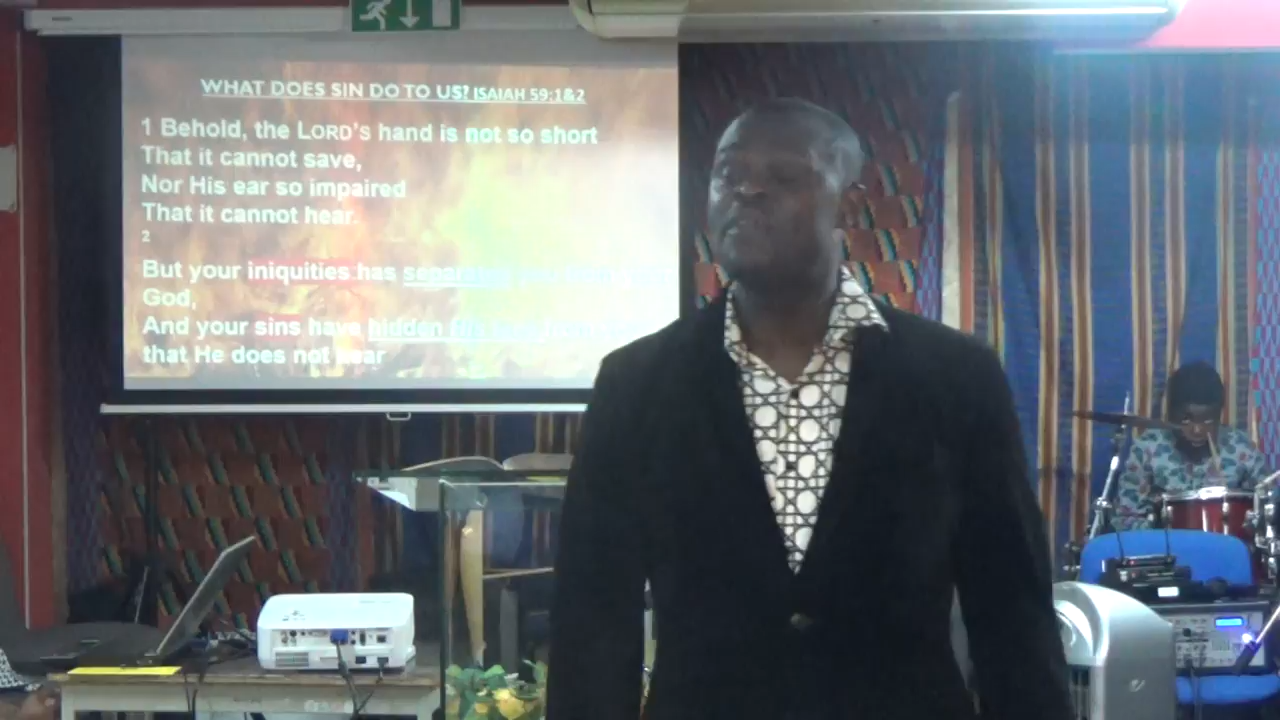 WHAT DOES SIN DO TO US? ISAIAH 59:1&2
1 Behold, the LORD'S hand is not so short
That it cannot save,
Nor His ear so impaired
That it cannot hear.
2
But your iniquities has
God,
And your sins have hidden
that He does not hear